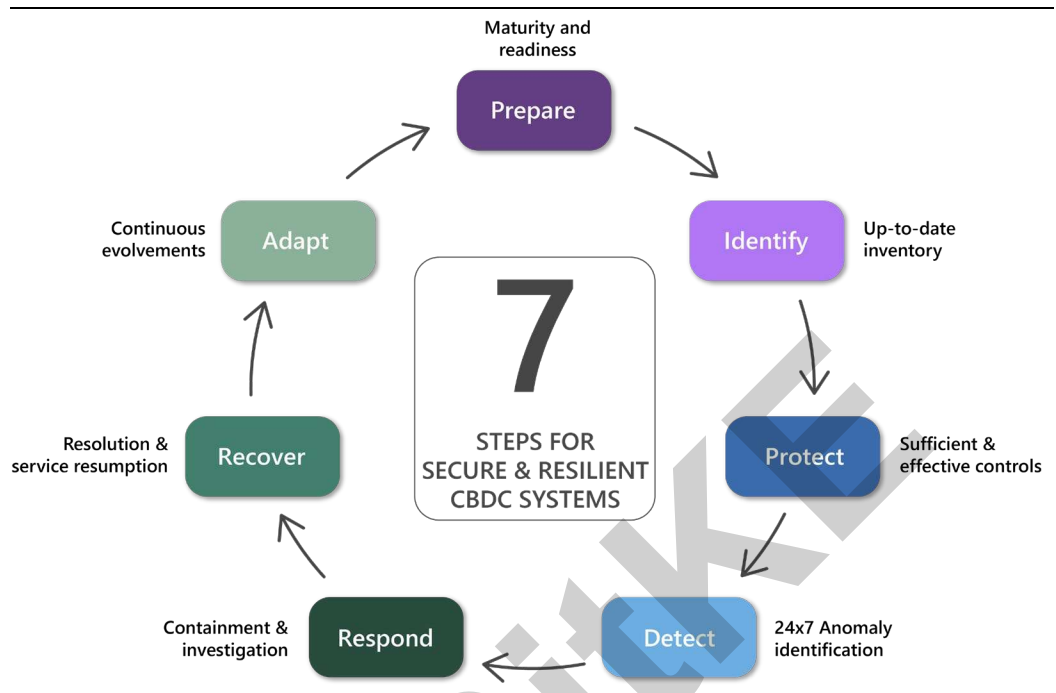 Maturity and
readiness
Prepare
Identify
Up-to-date
inventory
Protect
Sufficient &
effective controls
Detect
24x7 Anomaly
identification
Respond
Containment &
investigation
Recover
Resolution &
service resumption
Adapt
Continuous
evolvements
7
STEPS FOR
SECURE & RESILIENT
CBDC SYSTEMS